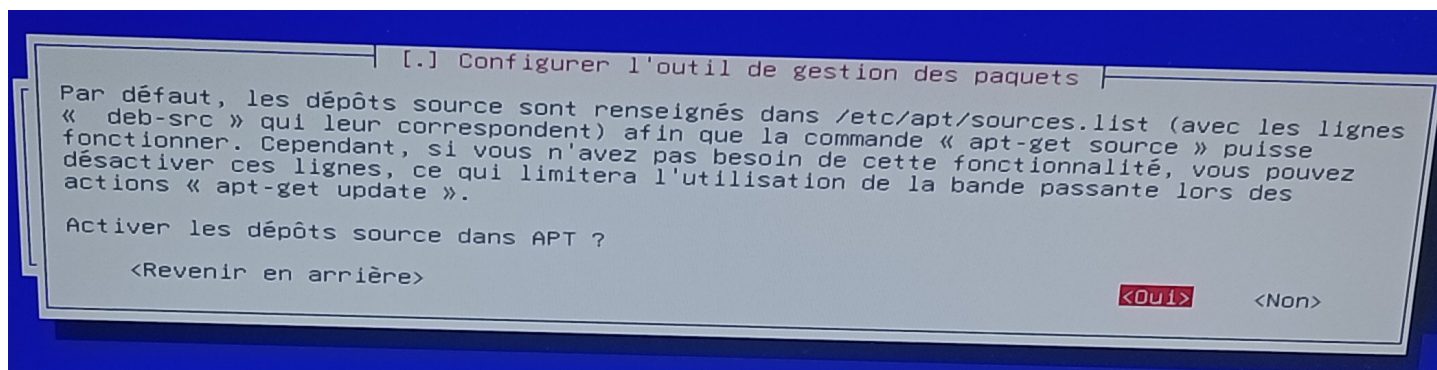 [.] Configurer l'outil de gestion des paquets
Par défaut, les dépôts source sont renseignés dans /etc/apt/sources.list (avec les lignes
« deb-src » qui leur correspondent) afin que la commande « apt-get source » puisse
fonctionner. Cependant, si vous n'avez pas besoin de cette fonctionnalité, vous pouvez
désactiver ces lignes, ce qui limitera l'utilisation de la bande passante lors des
actions « apt-get update ».
Activer les dépôts source dans APT ?
<Revenir en arrière> <Oui> <Non>